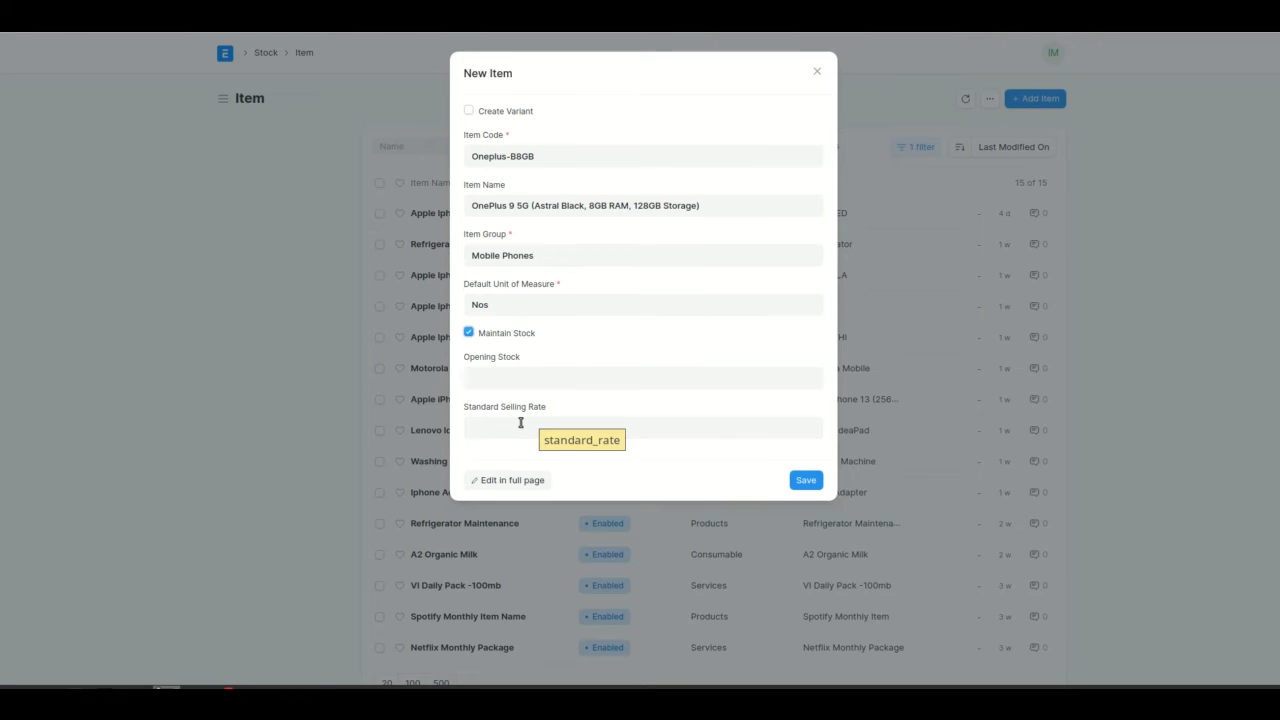 E > Stock > Item
IM
Item
+ Add Item
Name
1 filter
Last Modified On
Item Nam
15 of 15
New Item
Create Variant
Item Code *
Oneplus-B8GB
Item Name
OnePlus 9 5G (Astral Black, 8GB RAM, 128GB Storage)
Item Group *
Mobile Phones
Default Unit of Measure *
Nos
Maintain Stock
Opening Stock
Standard Selling Rate
standard_rate
Edit in full page
Save
Apple Iph
ED
- 4 d 0
Refrigera
ator
- 1 w 0
Apple Iph
LA
- 1 w 0
Apple Iph
- 1 w 0
Apple Iph
HI
- 1 w 0
Motorola
Mobile
- 1 w 0
Apple iPh
hone 13 (256...
- 1 w 0
Lenovo Id
deaPad
- 1 w 0
Washing
Machine
- 1 w 0
Iphone A
dapter
- 1 w 0
Refrigerator Maintenance Enabled Products Refrigerator Maintena... - 2 w 0
A2 Organic Milk Enabled Consumable A2 Organic Milk - 2 w 0
VI Daily Pack -100mb Enabled Services VI Daily Pack -100mb - 3 w 0
Spotify Monthly Item Name Enabled Products Spotify Monthly Item - 3 w 0
Netflix Monthly Package Enabled Services Netflix Monthly Package - 3 w 0
20 100 500